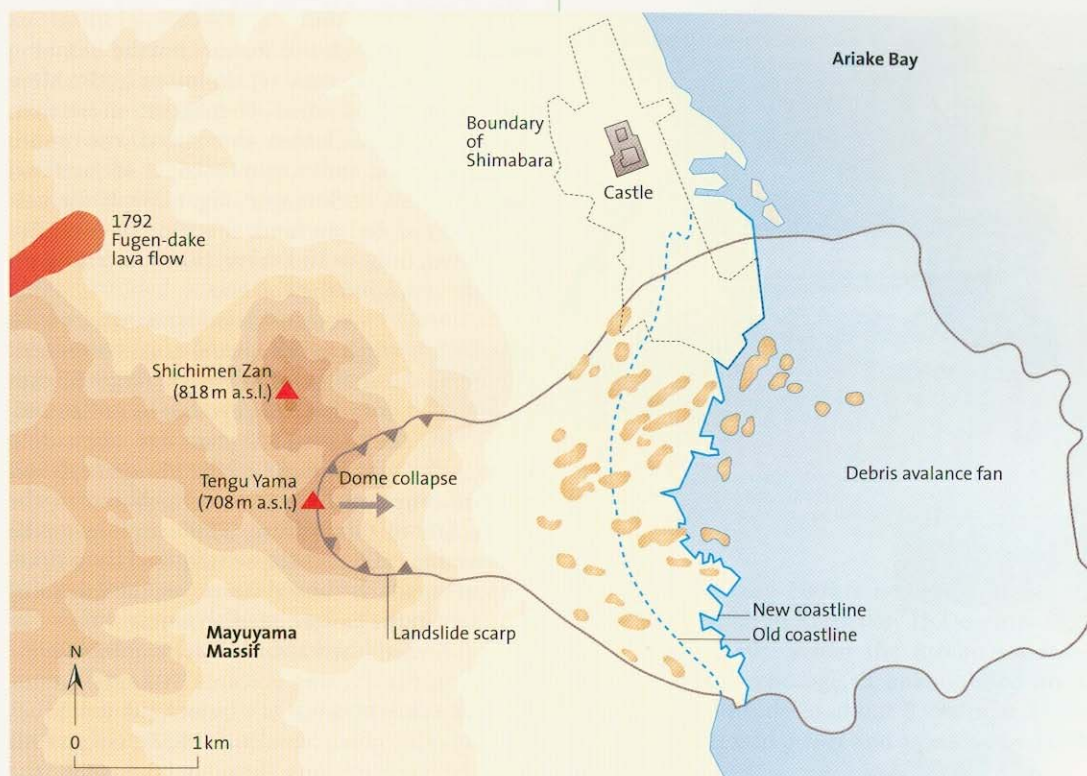 Ariake Bay
Boundary
of
Shimabara
Castle
1792
Fugen-dake
lava flow
Shichimen Zan
(818 m a.s.l.)
Tengu Yama
(708 m a.s.l.)
Dome collapse
Debris avalance fan
New coastline
Old coastline
Landslide scarp
Mayuyama
Massif
N
0
1 km